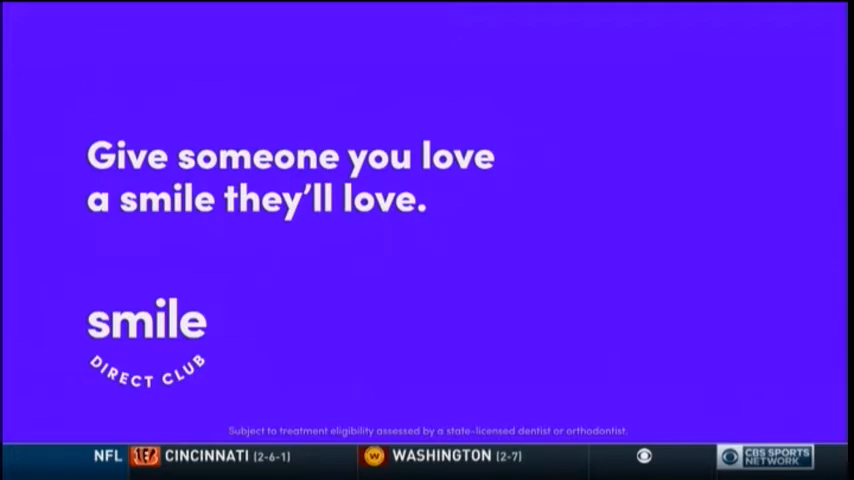 Give someone you love
a smile they'll love.
smile
DIRECT CLUB
Subject to treatment eligibility assessed by a state-licensed dentist or orthodontist.
NFL CINCINNATI (2-6-1) W WASHINGTON (2-7) CBS SPORTS
NETWORK